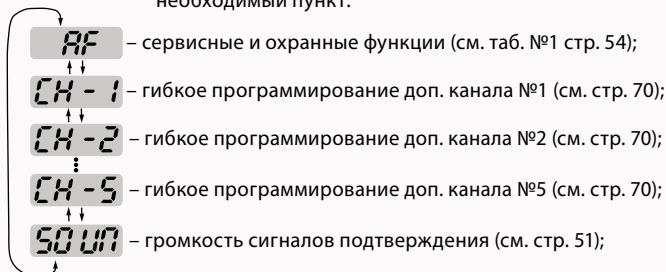 необходимый пункт:
AF – сервисные и охранные функции (см. таб. №1 стр. 54);
CH - 1 – гибкое программирование доп. канала №1 (см. стр. 70);
CH - 2 – гибкое программирование доп. канала №2 (см. стр. 70);
CH - 5 – гибкое программирование доп. канала №5 (см. стр. 70);
SOUN – громкость сигналов подтверждения (см. стр. 51);